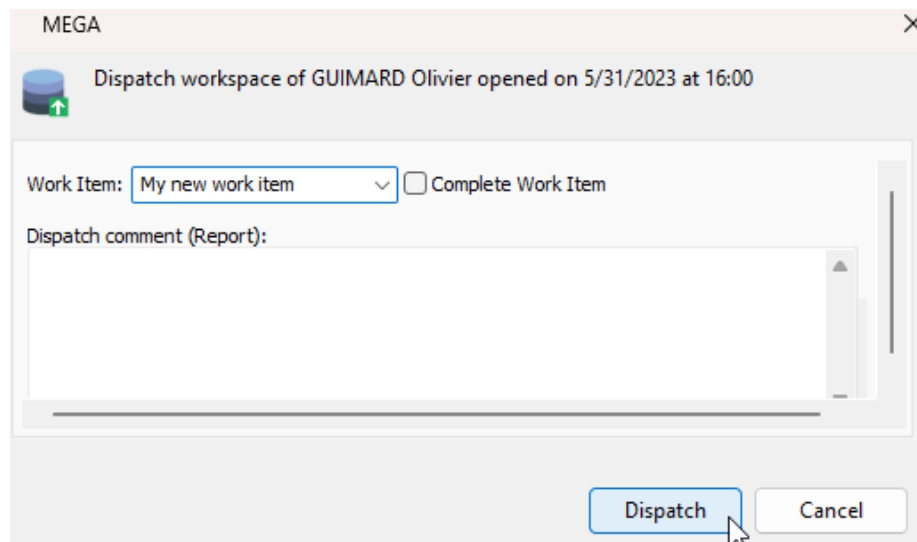 MEGA
Dispatch workspace of GUIMARD Olivier opened on 5/31/2023 at 16:00
Work Item: My new work item Complete Work Item
Dispatch comment (Report):
Dispatch Cancel